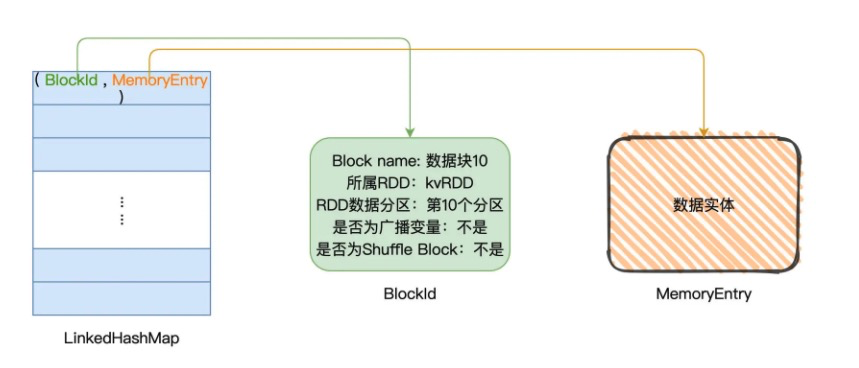 ( BlockId , MemoryEntry
)
⋮
Block name: 数据块10
所属RDD：kvRDD
RDD数据分区：第10个分区
是否为广播变量：不是
是否为Shuffle Block：不是
数据实体
BlockId
MemoryEntry
LinkedHashMap